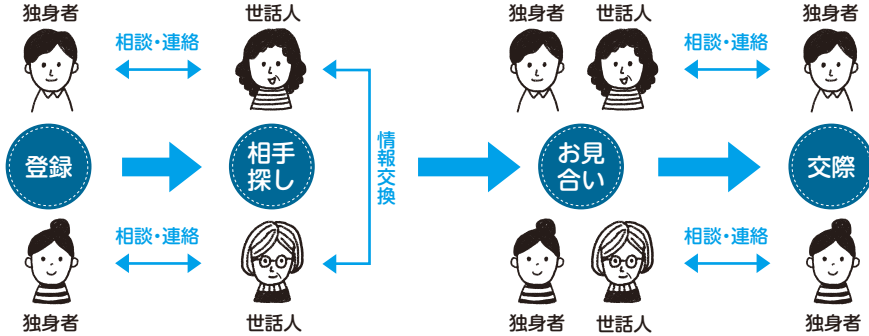 独身者
世話人
独身者
世話人
独身者
相談・連絡
相談・連絡
登録
相手
探し
情報交換
お見
合い
交際
相談・連絡
相談・連絡
独身者
世話人
独身者
世話人
独身者